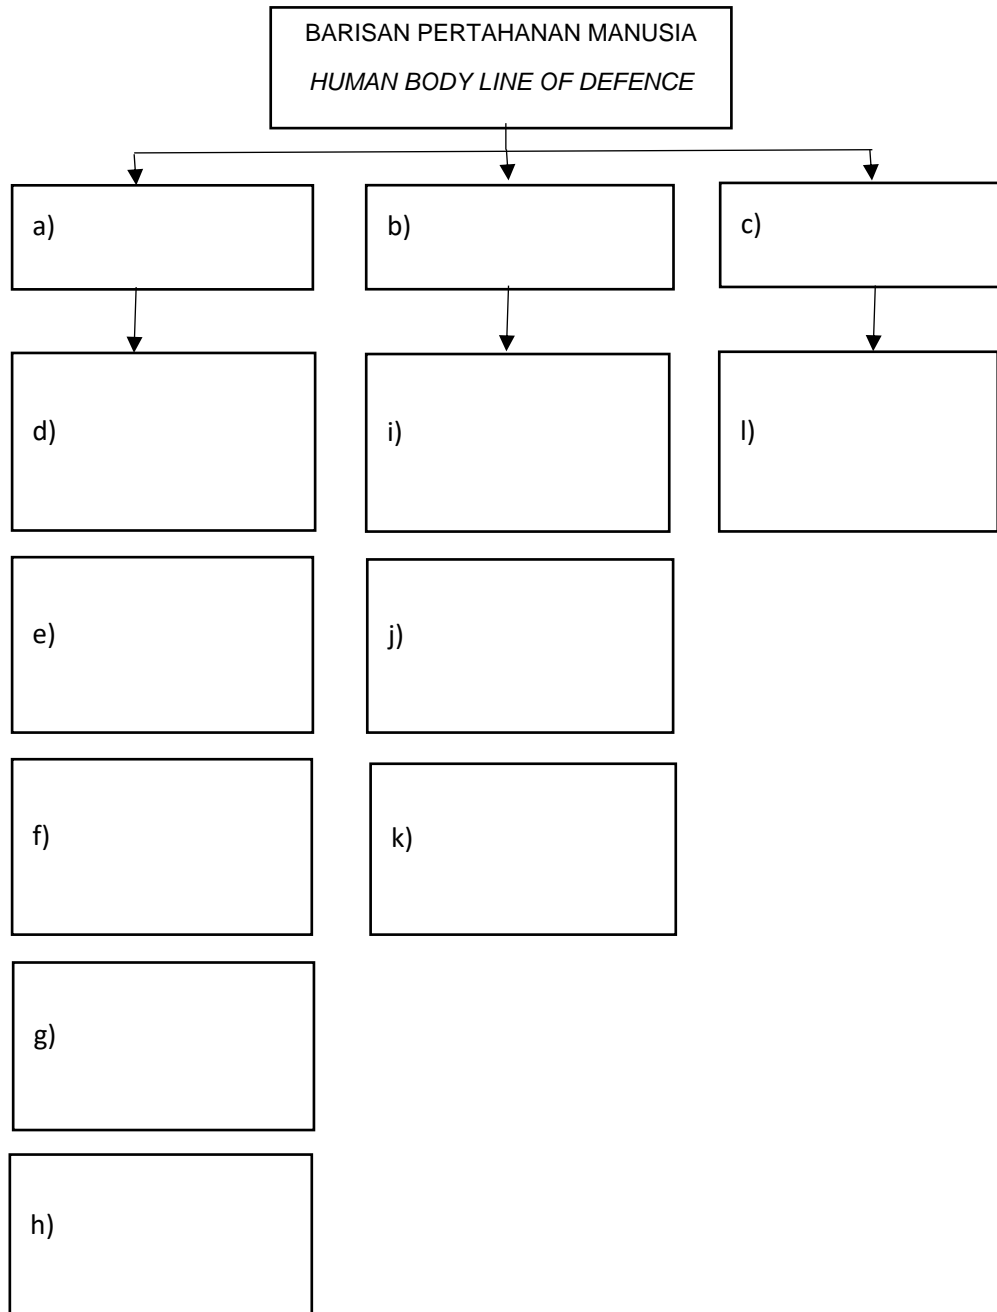 BARISAN PERTAHANAN MANUSIA
HUMAN BODY LINE OF DEFENCE
a)
b)
c)
d)
i)
l)
e)
j)
f)
k)
g)
h)